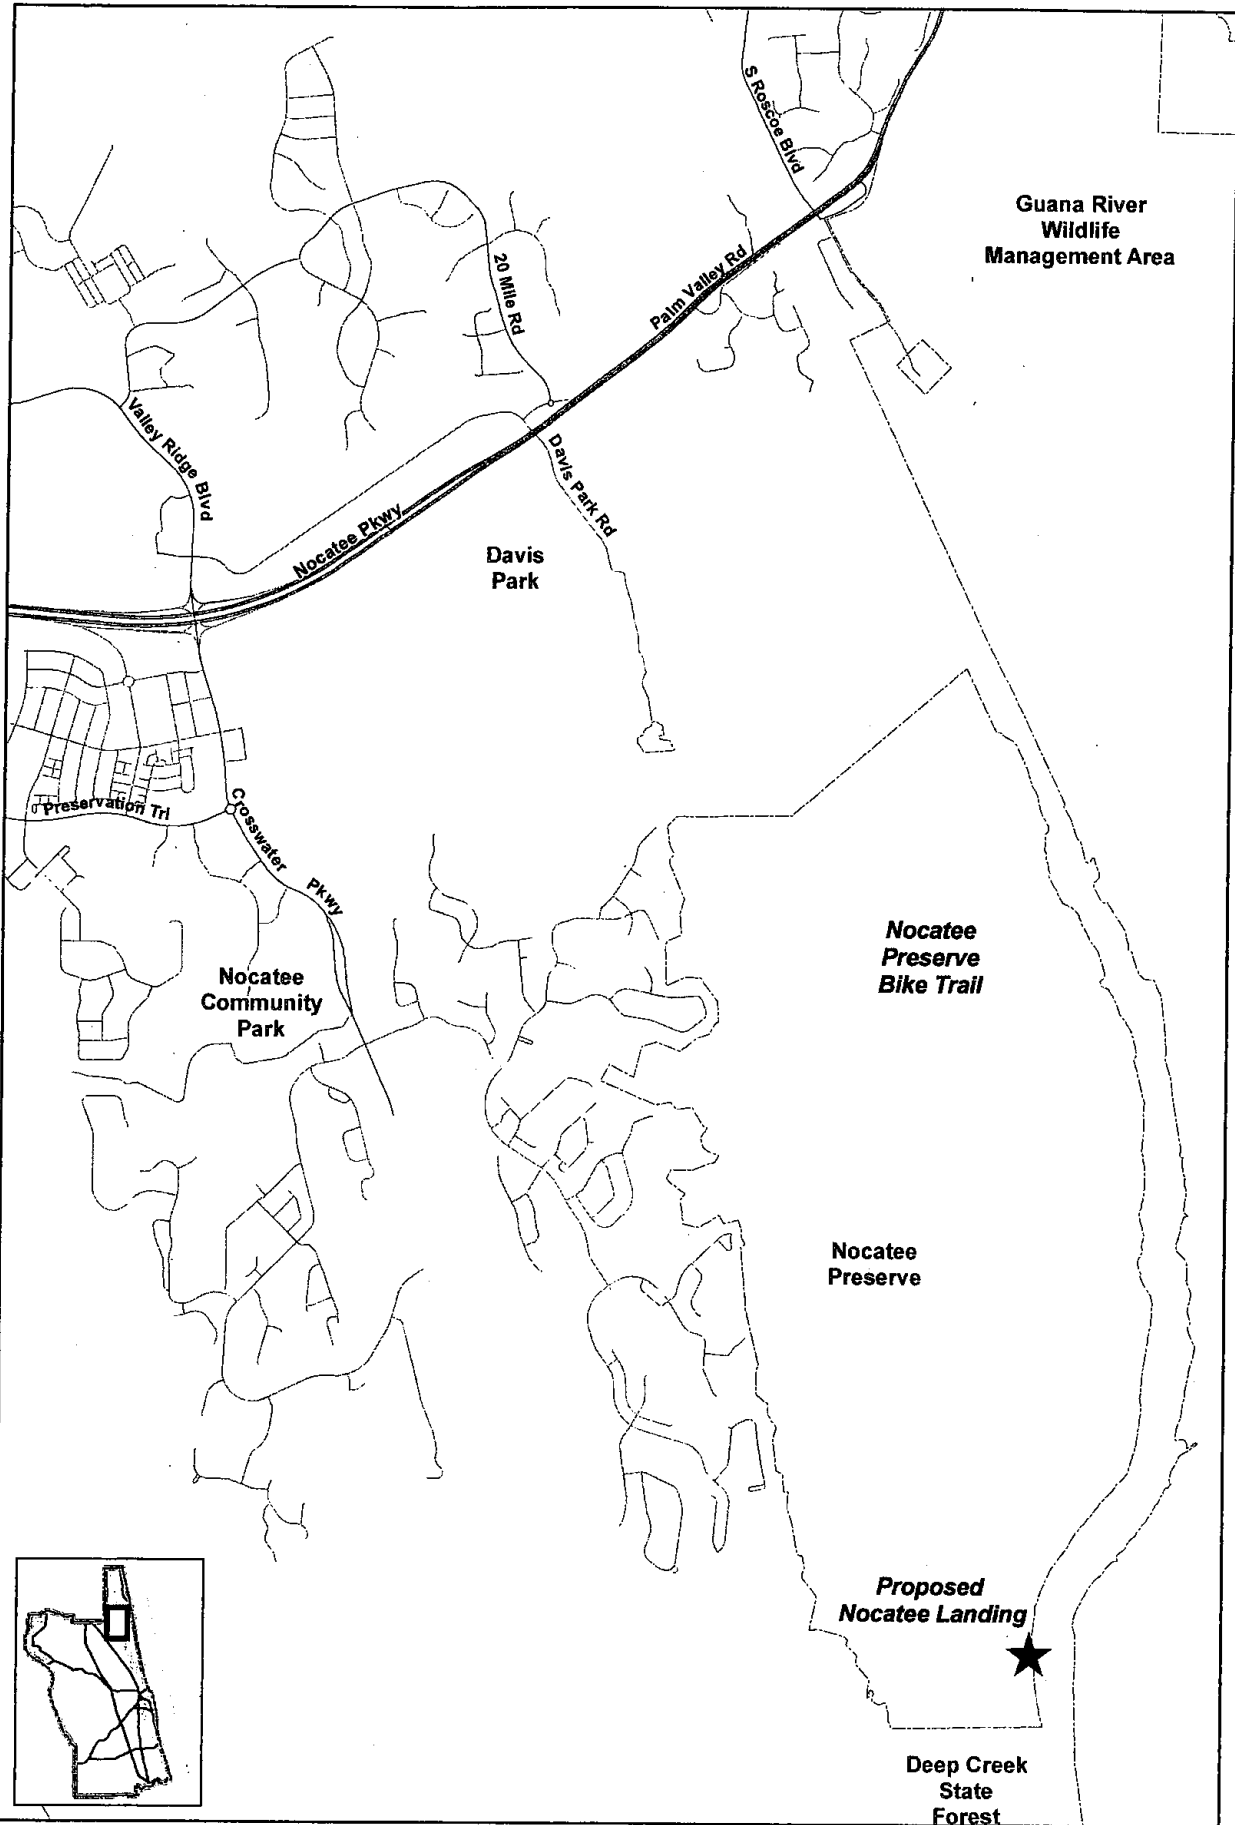 S Roscoe Blvd
Guana River
Wildlife
Management Area
20 Mile Rd
Palm Valley Rd
Valley Ridge Blvd
Davis Park Rd
Nocatee Pkwy
Davis
Park
Preservation Trl
Crosswater Pkwy
Nocatee
Preserve
Bike Trail
Nocatee
Community
Park
Nocatee
Preserve
Proposed
Nocatee Landing
Deep Creek
State
Forest